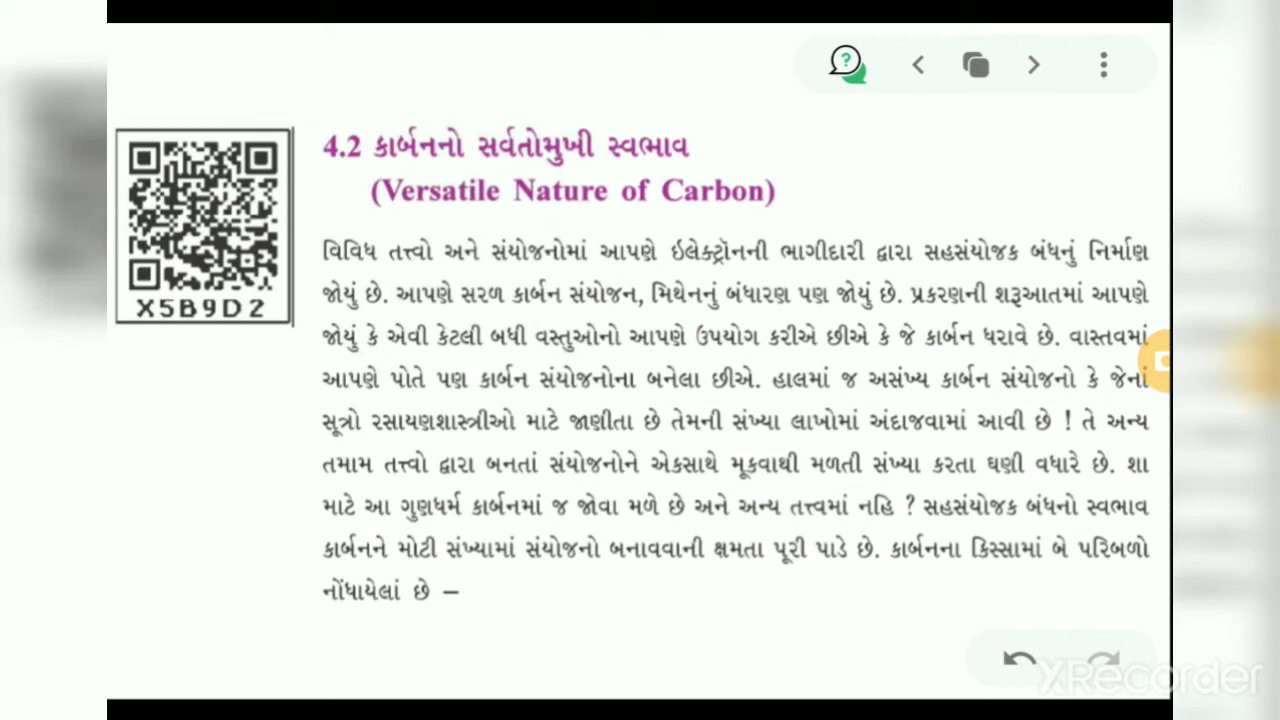 4.2 કાર્બનનો સર્વતોમુખી સ્વભાવ
(Versatile Nature of Carbon)
X5B9D2
વિવિધ તત્ત્વો અને સંયોજનોમાં આપણે ઇલેક્ટ્રૉનની ભાગીદારી દ્વારા સહસંયોજક બંધનું નિર્માણ
જોયું છે. આપણે સરળ કાર્બન સંયોજન, મિથેનનું બંધારણ પણ જોયું છે. પ્રકરણની શરૂઆતમાં આપણે
જોયું કે એવી કેટલી બધી વસ્તુઓનો આપણે ઉપયોગ કરીએ છીએ કે જે કાર્બન ધરાવે છે. વાસ્તવમાં
આપણે પોતે પણ કાર્બન સંયોજનોના બનેલા છીએ. હાલમાં જ અસંખ્ય કાર્બન સંયોજનો કે જેનાં
સૂત્રો રસાયણશાસ્ત્રીઓ માટે જાણીતા છે તેમની સંખ્યા લાખોમાં અંદાજવામાં આવી છે ! તે અન્ય
તમામ તત્ત્વો દ્વારા બનતાં સંયોજનોને એકસાથે મૂકવાથી મળતી સંખ્યા કરતા ઘણી વધારે છે. શા
માટે આ ગુણધર્મ કાર્બનમાં જ જોવા મળે છે અને અન્ય તત્ત્વમાં નહિ ? સહસંયોજક બંધનો સ્વભાવ
કાર્બનને મોટી સંખ્યામાં સંયોજનો બનાવવાની ક્ષમતા પૂરી પાડે છે. કાર્બનના કિસ્સામાં બે પરિબળો
નોંધાયેલાં છે –
XRecorder